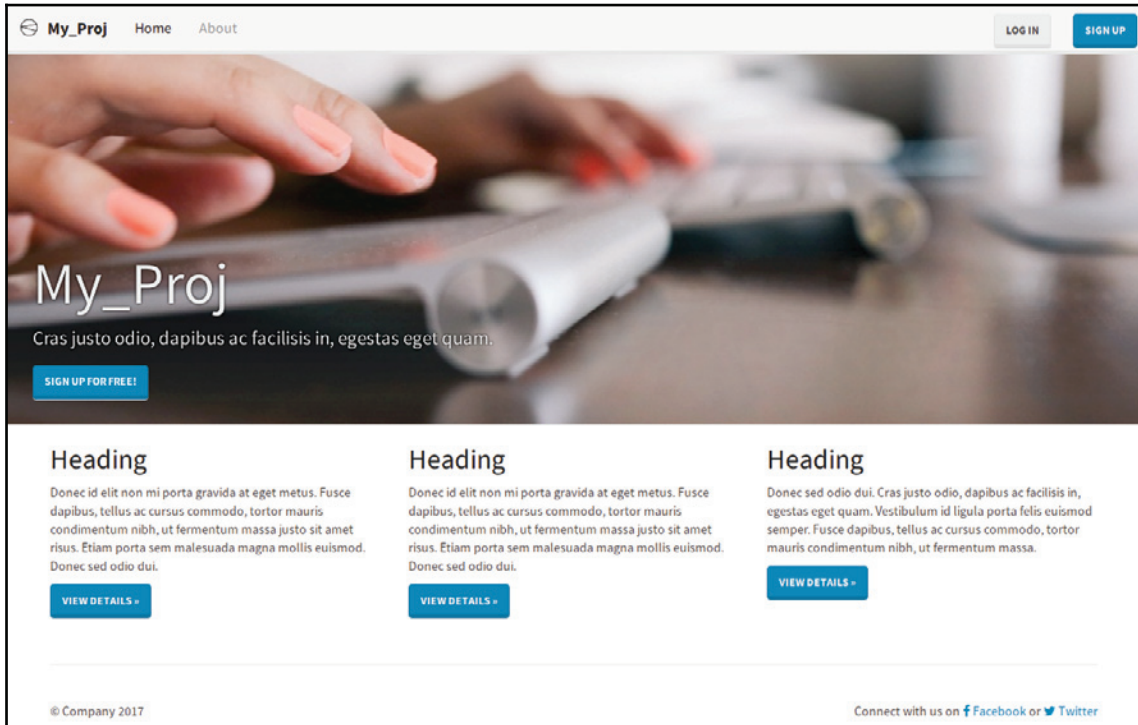 My_Proj Home About LOG IN SIGN UP
My_Proj
Cras justo odio, dapibus ac facilisis in, egestas eget quam.
SIGN UP FOR FREE!
Heading
Donec id elit non mi porta gravida at eget metus. Fusce
dapibus, tellus ac cursus commodo, tortor mauris
condimentum nibh, ut fermentum massa justo sit amet
risus. Etiam porta sem malesuada magna mollis euismod.
Donec sed odio dui.
VIEW DETAILS »
Heading
Donec id elit non mi porta gravida at eget metus. Fusce
dapibus, tellus ac cursus commodo, tortor mauris
condimentum nibh, ut fermentum massa justo sit amet
risus. Etiam porta sem malesuada magna mollis euismod.
Donec sed odio dui.
VIEW DETAILS »
Heading
Donec sed odio dui. Cras justo odio, dapibus ac facilisis in,
egestas eget quam. Vestibulum id ligula porta felis euismod
semper. Fusce dapibus, tellus ac cursus commodo, tortor
mauris condimentum nibh, ut fermentum massa.
VIEW DETAILS »
© Company 2017
Connect with us on Facebook or Twitter